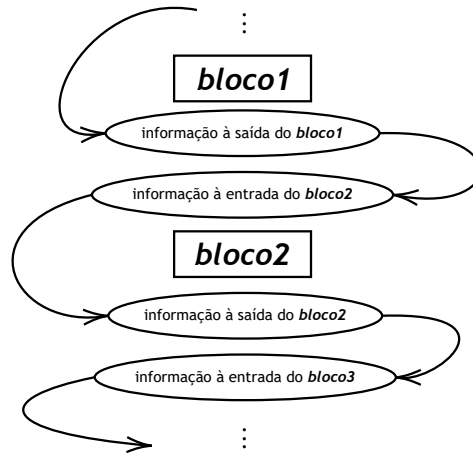 ⋮
bloco1
informação à saída do bloco1
informação à entrada do bloco2
bloco2
informação à saída do bloco2
informação à entrada do bloco3
⋮